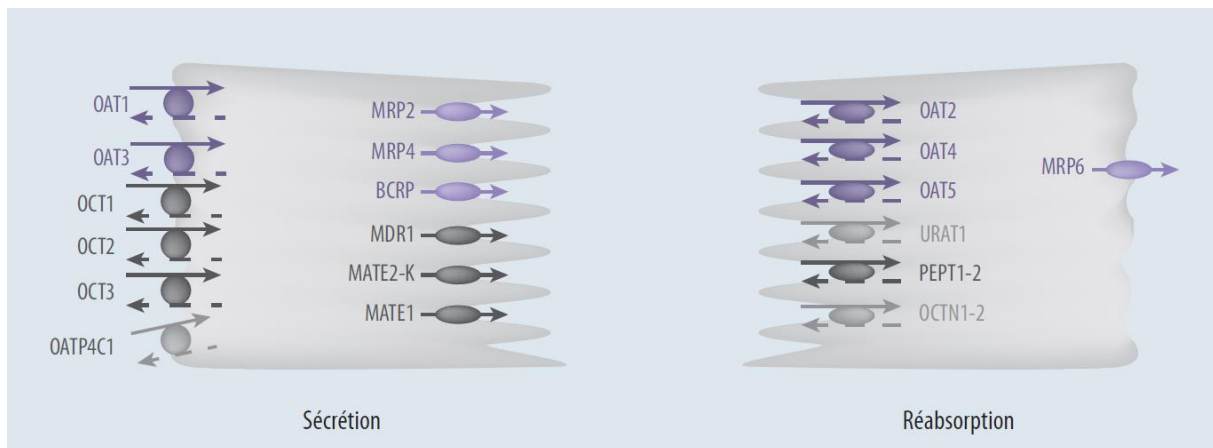 OAT1
OAT3
OCT1
OCT2
OCT3
OATP4C1
MRP2
MRP4
BCRP
MDR1
MATE2-K
MATE1
Sécrétion
OAT2
OAT4
OAT5
URAT1
PEPT1-2
OCTN1-2
MRP6
Réabsorption